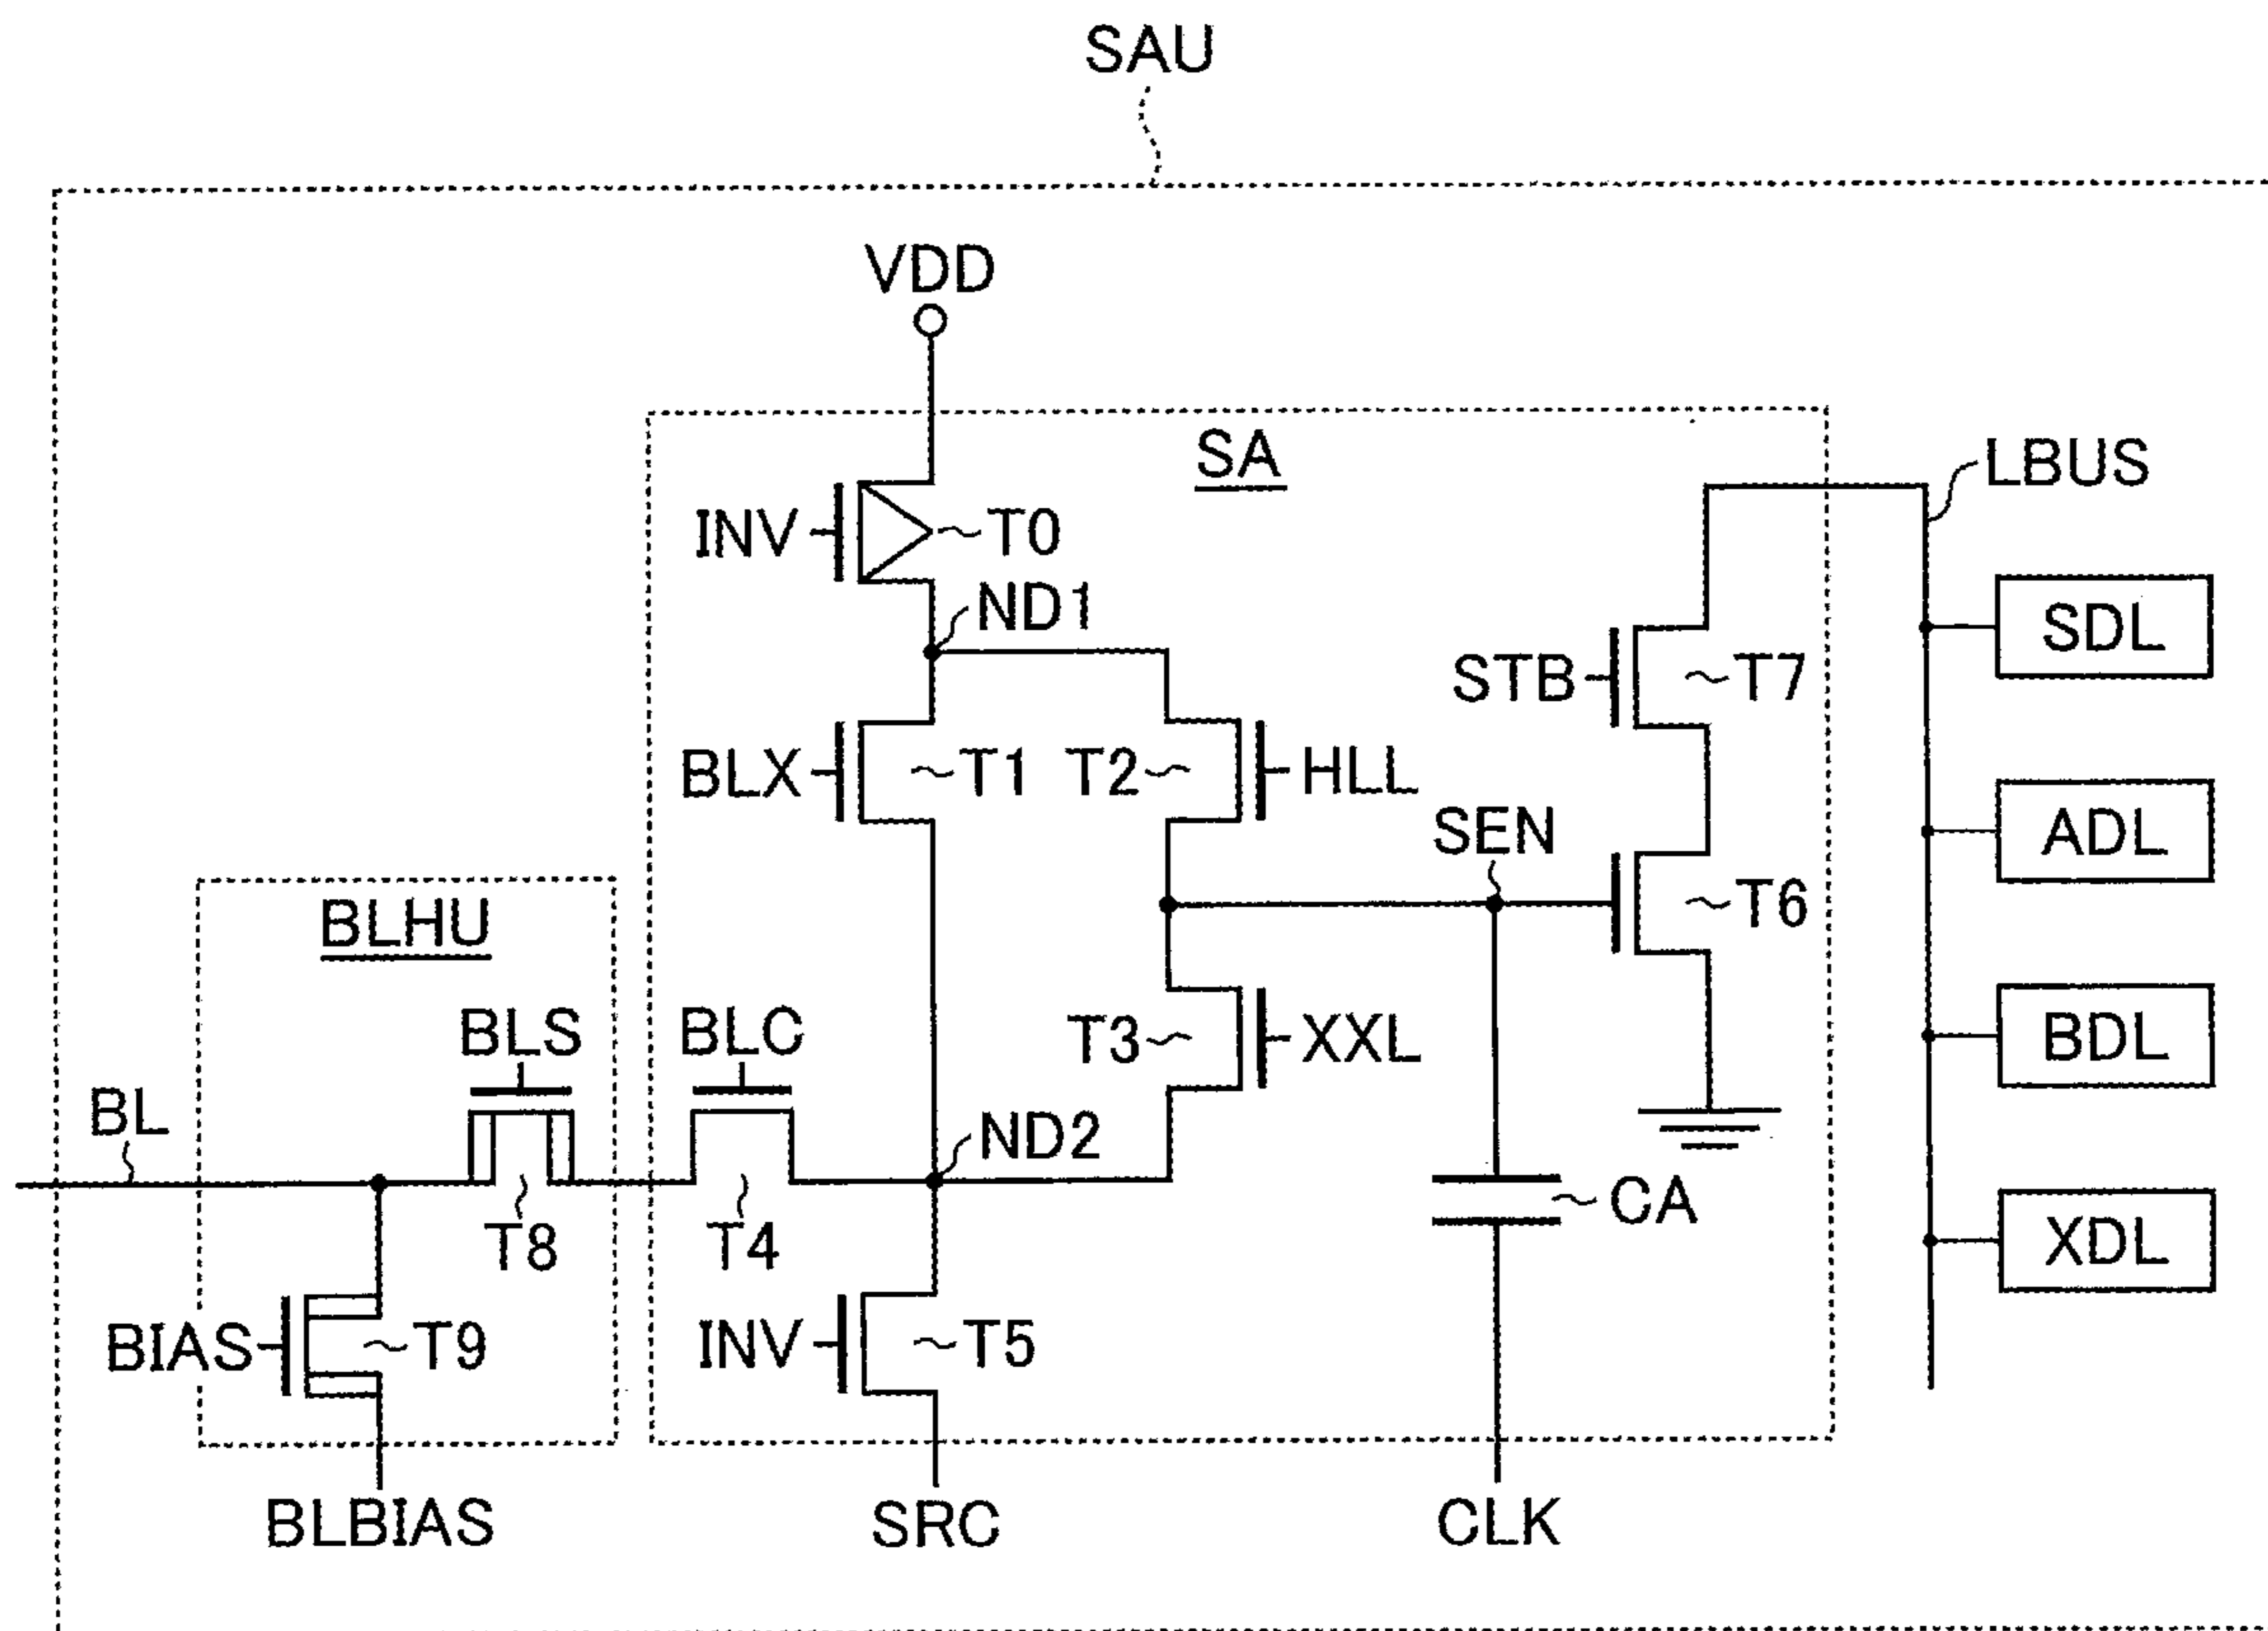 SAU
VDD
SA
LBUS
INV
T0
ND1
SDL
STB
T7
BLX
T1
T2
HLL
SEN
ADL
T6
BLHU
BLS
BLC
T3
XXL
BDL
BL
ND2
T8
T4
CA
XDL
BIAS
T9
INV
T5
BLBIAS
SRC
CLK